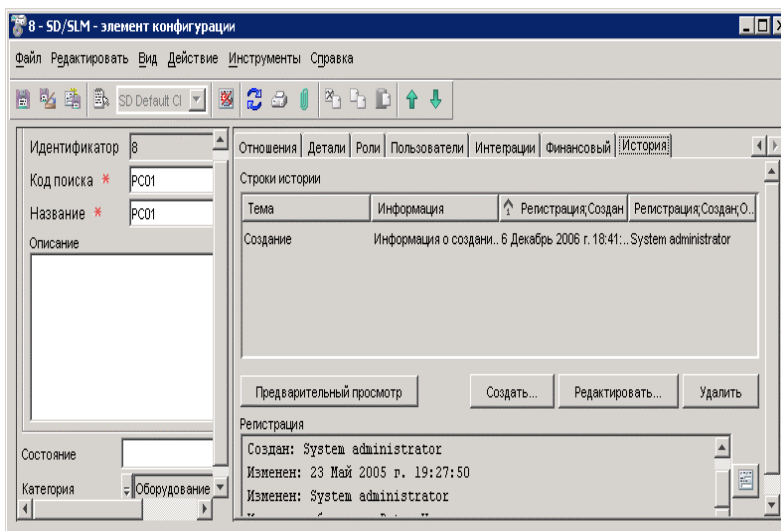 8 - SD/SLM - элемент конфигурации
Файл Редактировать Вид Действие Инструменты Справка
SD Default CI
Идентификатор 8
Код поиска * PC01
Название * PC01
Описание
Состояние
Категория Оборудование
Отношения Детали Роли Пользователи Интеграции Финансовый История
Строки истории
Тема Информация 1 Регистрация;Создан Регистрация;Создан;О..
Создание Информация о создани.. 6 Декабрь 2006 г. 18:41:.. System administrator
Предварительный просмотр Создать... Редактировать... Удалить
Регистрация
Создан: System administrator
Изменен: 23 Май 2005 г. 19:27:50
Изменен: System administrator